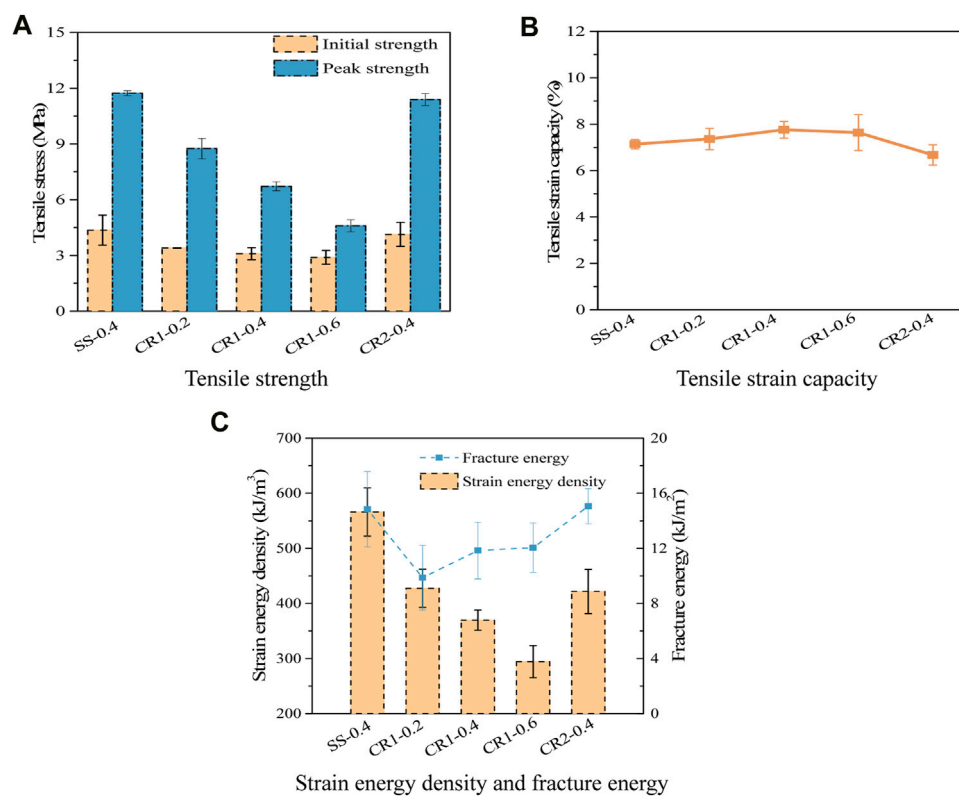 A
15
12
9
6
3
0
Tensile stress (MPa)
Initial strength
Peak strength
SS-0.4
CR1-0.2
CR1-0.4
CR1-0.6
CR2-0.4
Tensile strength
B
12
10
8
6
4
2
0
Tensile strain capacity (%)
SS-0.4
CR1-0.2
CR1-0.4
CR1-0.6
CR2-0.4
Tensile strain capacity
C
700
600
500
400
300
200
Strain energy density (kJ/m³)
Fracture energy
Strain energy density
20
16
12
8
4
0
Fracture energy (kJ/m²)
SS-0.4
CR1-0.2
CR1-0.4
CR1-0.6
CR2-0.4
Strain energy density and fracture energy